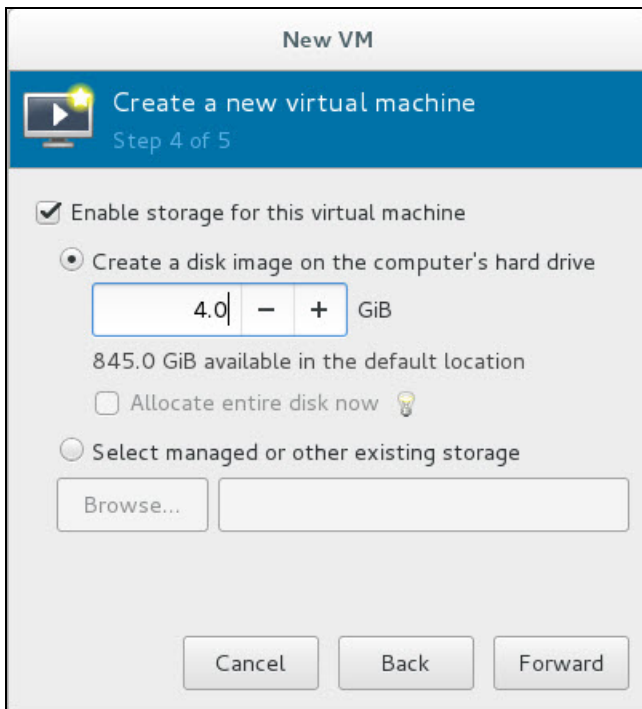 New VM
Create a new virtual machine
Step 4 of 5
Enable storage for this virtual machine
Create a disk image on the computer's hard drive
4.0 − + GiB
845.0 GiB available in the default location
Allocate entire disk now
Select managed or other existing storage
Browse...
Cancel Back Forward